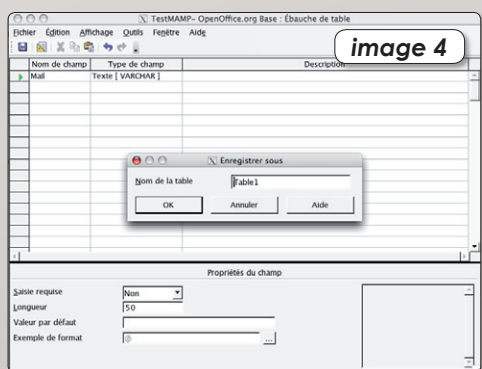 TestMAMP– OpenOffice.org Base : Ébauche de table
Fichier Édition Affichage Outils Fenêtre Aide
image 4
Nom de champ Type de champ Description
Mail Texte [ VARCHAR ]
Enregistrer sous
Nom de la table Table1
OK Annuler Aide
Propriétés du champ
Saisie requise Non
Longueur 50
Valeur par défaut
Exemple de format @ ...